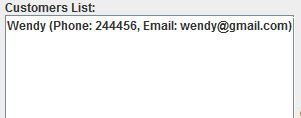 Customers List:
Wendy (Phone: 244456, Email: wendy@gmail.com)